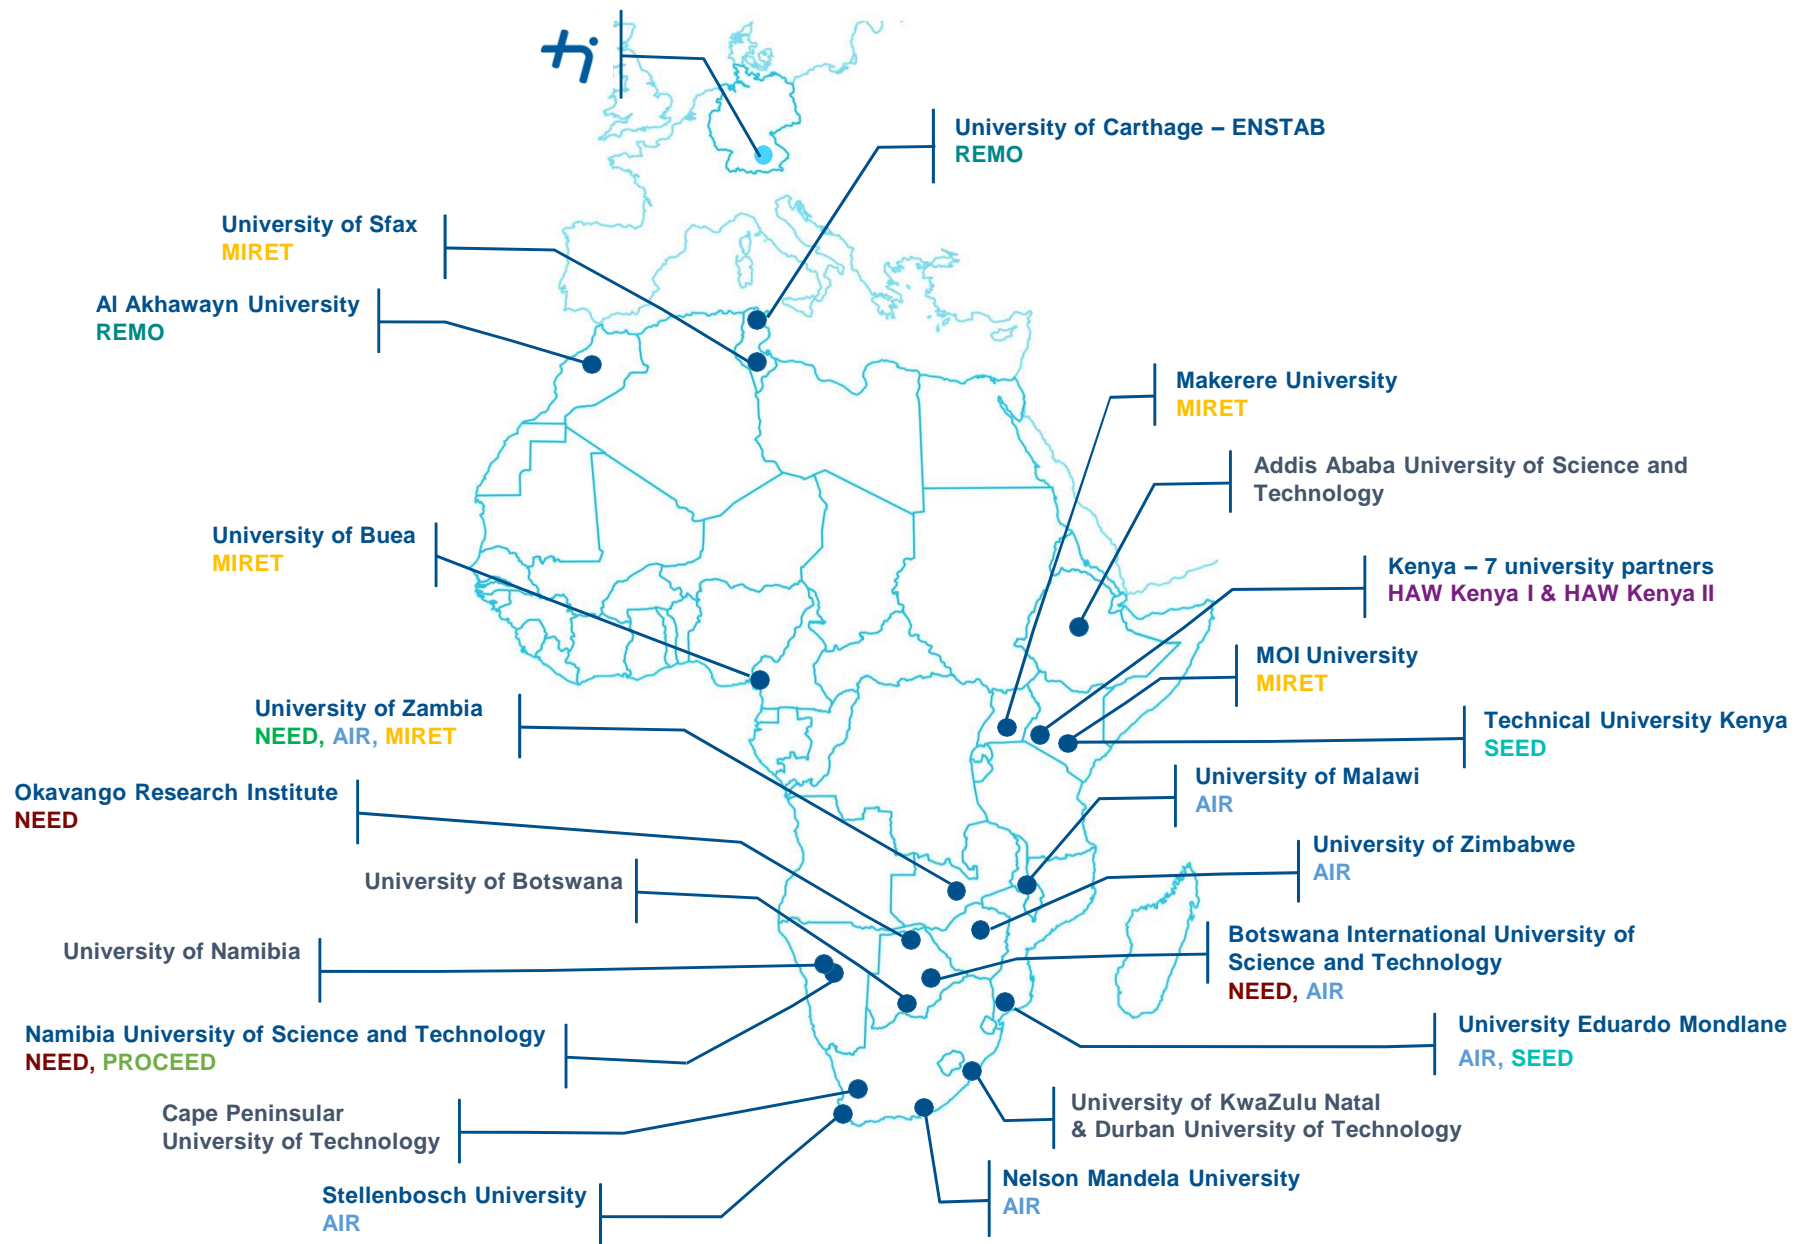 University of Carthage – ENSTAB
REMO
University of Sfax
MIRET
Al Akhawayn University
REMO
Makerere University
MIRET
Addis Ababa University of Science and
Technology
University of Buea
MIRET
Kenya – 7 university partners
HAW Kenya I & HAW Kenya II
MOI University
MIRET
University of Zambia
NEED, AIR, MIRET
Technical University Kenya
SEED
University of Malawi
AIR
Okavango Research Institute
NEED
University of Zimbabwe
AIR
University of Botswana
University of Namibia
Botswana International University of
Science and Technology
NEED, AIR
Namibia University of Science and Technology
NEED, PROCEED
University Eduardo Mondlane
AIR, SEED
Cape Peninsular
University of Technology
University of KwaZulu Natal
& Durban University of Technology
Stellenbosch University
AIR
Nelson Mandela University
AIR